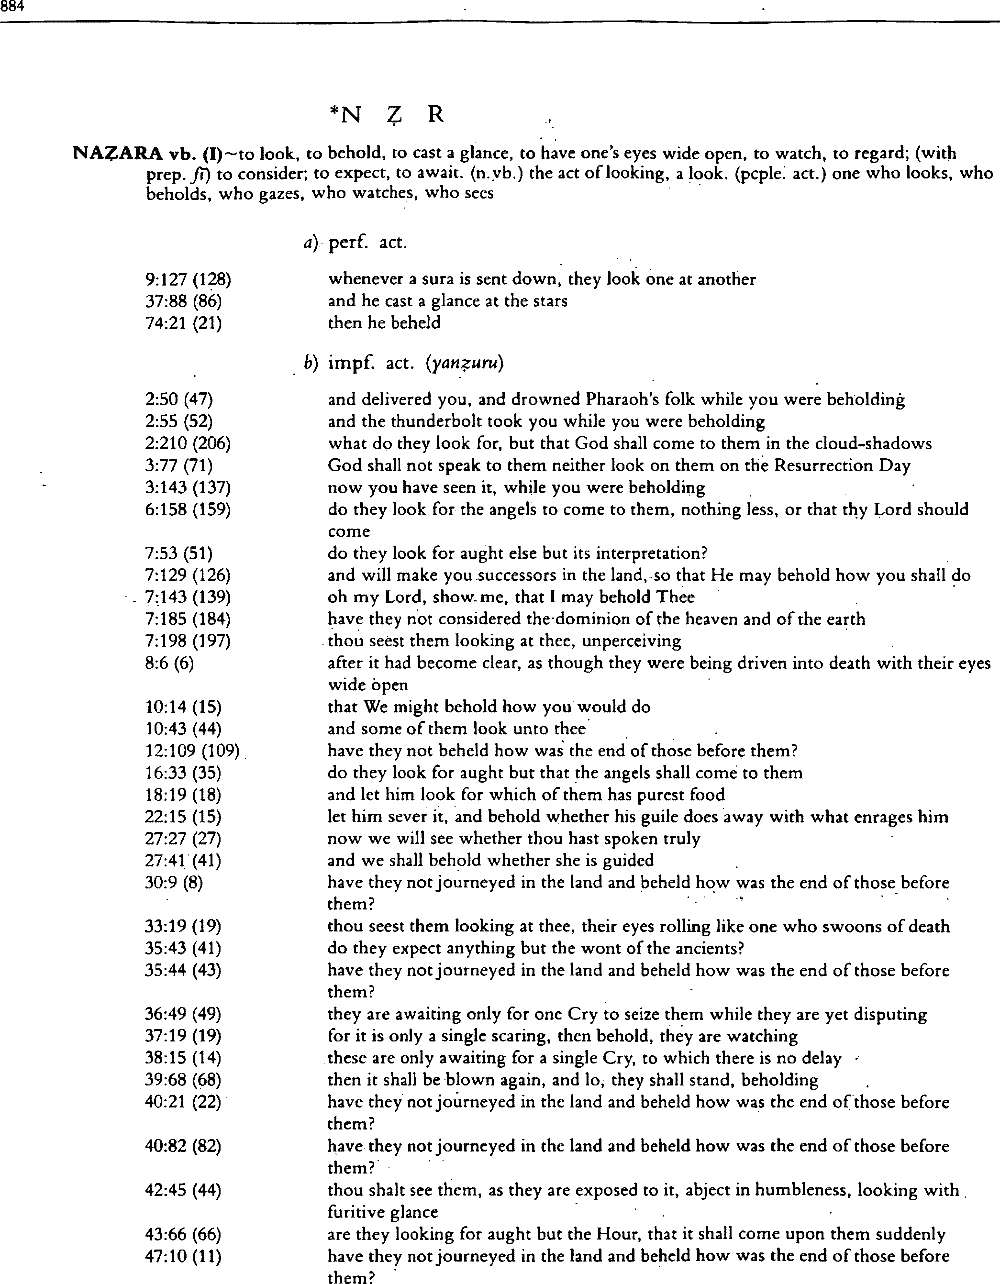 884
*N Ẓ R
NAẒARA vb. (I)~to look, to behold, to cast a glance, to have one's eyes wide open, to watch, to regard; (with
prep. fī) to consider; to expect, to await. (n.vb.) the act of looking, a look. (pcple. act.) one who looks, who
beholds, who gazes, who watches, who sees
a) perf. act.
9:127 (128) whenever a sura is sent down, they look one at another
37:88 (86) and he cast a glance at the stars
74:21 (21) then he beheld
b) impf. act. (yanẓuru)
2:50 (47) and delivered you, and drowned Pharaoh's folk while you were beholding
2:55 (52) and the thunderbolt took you while you were beholding
2:210 (206) what do they look for, but that God shall come to them in the cloud-shadows
3:77 (71) God shall not speak to them neither look on them on the Resurrection Day
3:143 (137) now you have seen it, while you were beholding
6:158 (159) do they look for the angels to come to them, nothing less, or that thy Lord should
come
7:53 (51) do they look for aught else but its interpretation?
7:129 (126) and will make you successors in the land, so that He may behold how you shall do
7:143 (139) oh my Lord, show me, that I may behold Thee
7:185 (184) have they not considered the dominion of the heaven and of the earth
7:198 (197) thou seest them looking at thee, unperceiving
8:6 (6) after it had become clear, as though they were being driven into death with their eyes
wide open
10:14 (15) that We might behold how you would do
10:43 (44) and some of them look unto thee
12:109 (109) have they not beheld how was the end of those before them?
16:33 (35) do they look for aught but that the angels shall come to them
18:19 (18) and let him look for which of them has purest food
22:15 (15) let him sever it, and behold whether his guile does away with what enrages him
27:27 (27) now we will see whether thou hast spoken truly
27:41 (41) and we shall behold whether she is guided
30:9 (8) have they not journeyed in the land and beheld how was the end of those before
them?
33:19 (19) thou seest them looking at thee, their eyes rolling like one who swoons of death
35:43 (41) do they expect anything but the wont of the ancients?
35:44 (43) have they not journeyed in the land and beheld how was the end of those before
them?
36:49 (49) they are awaiting only for one Cry to seize them while they are yet disputing
37:19 (19) for it is only a single scaring, then behold, they are watching
38:15 (14) these are only awaiting for a single Cry, to which there is no delay
39:68 (68) then it shall be blown again, and lo, they shall stand, beholding
40:21 (22) have they not journeyed in the land and beheld how was the end of those before
them?
40:82 (82) have they not journeyed in the land and beheld how was the end of those before
them?
42:45 (44) thou shalt see them, as they are exposed to it, abject in humbleness, looking with
furitive glance
43:66 (66) are they looking for aught but the Hour, that it shall come upon them suddenly
47:10 (11) have they not journeyed in the land and beheld how was the end of those before
them?